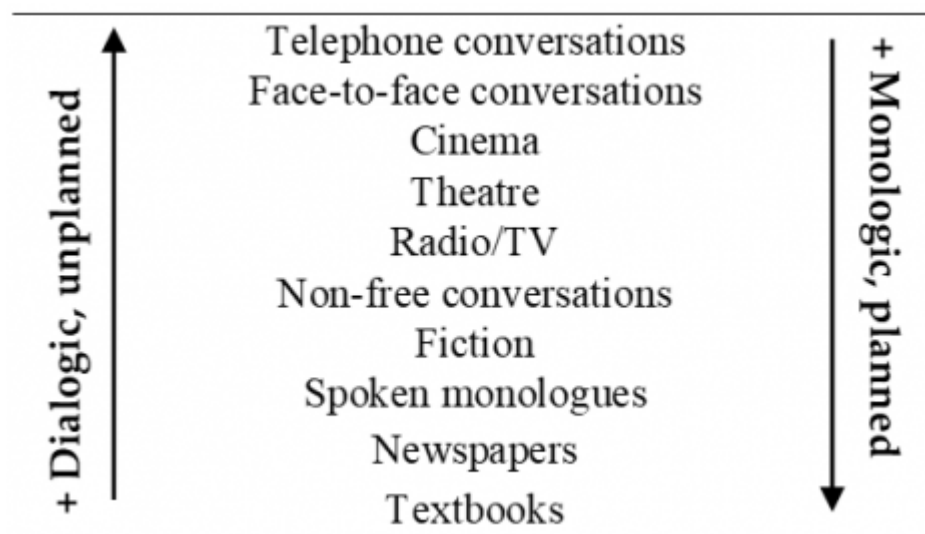 + Dialogic, unplanned
Telephone conversations
Face-to-face conversations
Cinema
Theatre
Radio/TV
Non-free conversations
Fiction
Spoken monologues
Newspapers
Textbooks
+ Monologic, planned